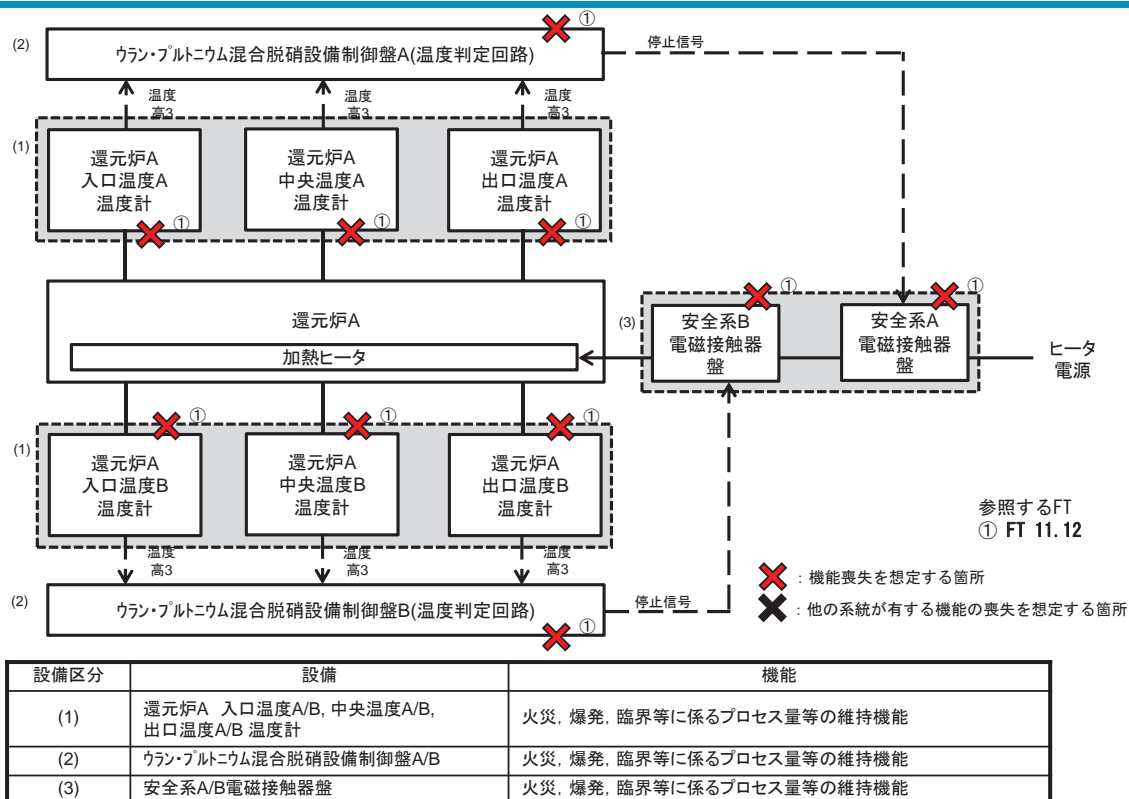 ①
(2)
ウラン・プルトニウム混合脱硝設備制御盤A(温度判定回路)
停止信号
温度
高3
温度
高3
温度
高3
(1)
還元炉A
入口温度A
温度計
①
還元炉A
中央温度A
温度計
①
還元炉A
出口温度A
温度計
①
還元炉A
加熱ヒータ
(3)
①
安全系B
電磁接触器
盤
①
安全系A
電磁接触器
盤
ヒータ
電源
(1)
①
還元炉A
入口温度B
温度計
①
還元炉A
中央温度B
温度計
①
還元炉A
出口温度B
温度計
温度
高3
温度
高3
温度
高3
(2)
ウラン・プルトニウム混合脱硝設備制御盤B(温度判定回路)
①
停止信号
参照するFT
① FT 11.12
：機能喪失を想定する箇所
：他の系統が有する機能の喪失を想定する箇所
設備区分 設備 機能
(1) 還元炉A 入口温度A/B, 中央温度A/B,
出口温度A/B 温度計 火災, 爆発, 臨界等に係るプロセス量等の維持機能
(2) ウラン・プルトニウム混合脱硝設備制御盤A/B 火災, 爆発, 臨界等に係るプロセス量等の維持機能
(3) 安全系A/B電磁接触器盤 火災, 爆発, 臨界等に係るプロセス量等の維持機能